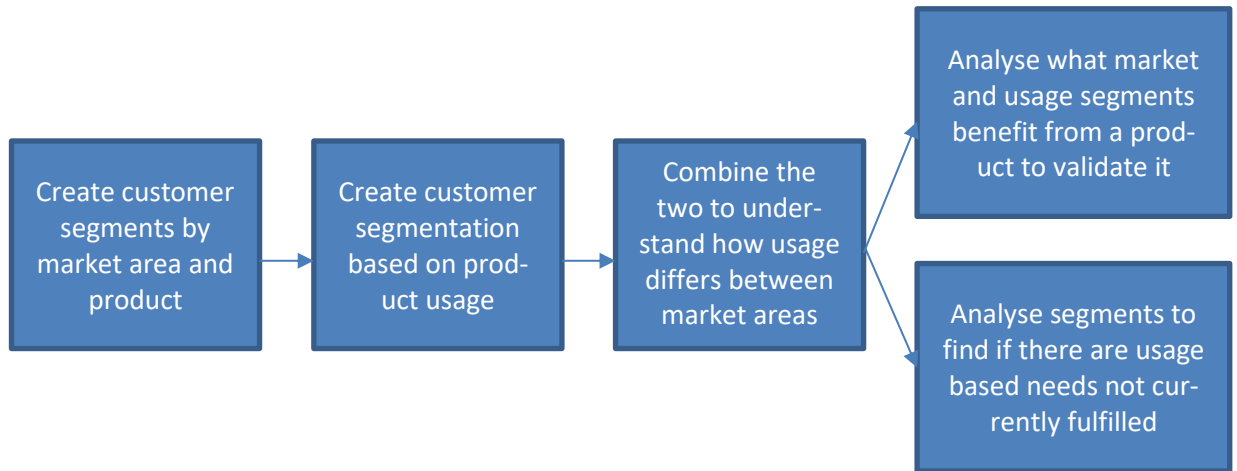 Create customer
segments by
market area and
product
Create customer
segmentation
based on prod-
uct usage
Combine the
two to under-
stand how usage
differs between
market areas
Analyse what market
and usage segments
benefit from a prod-
uct to validate it
Analyse segments to
find if there are usage
based needs not cur-
rently fulfilled